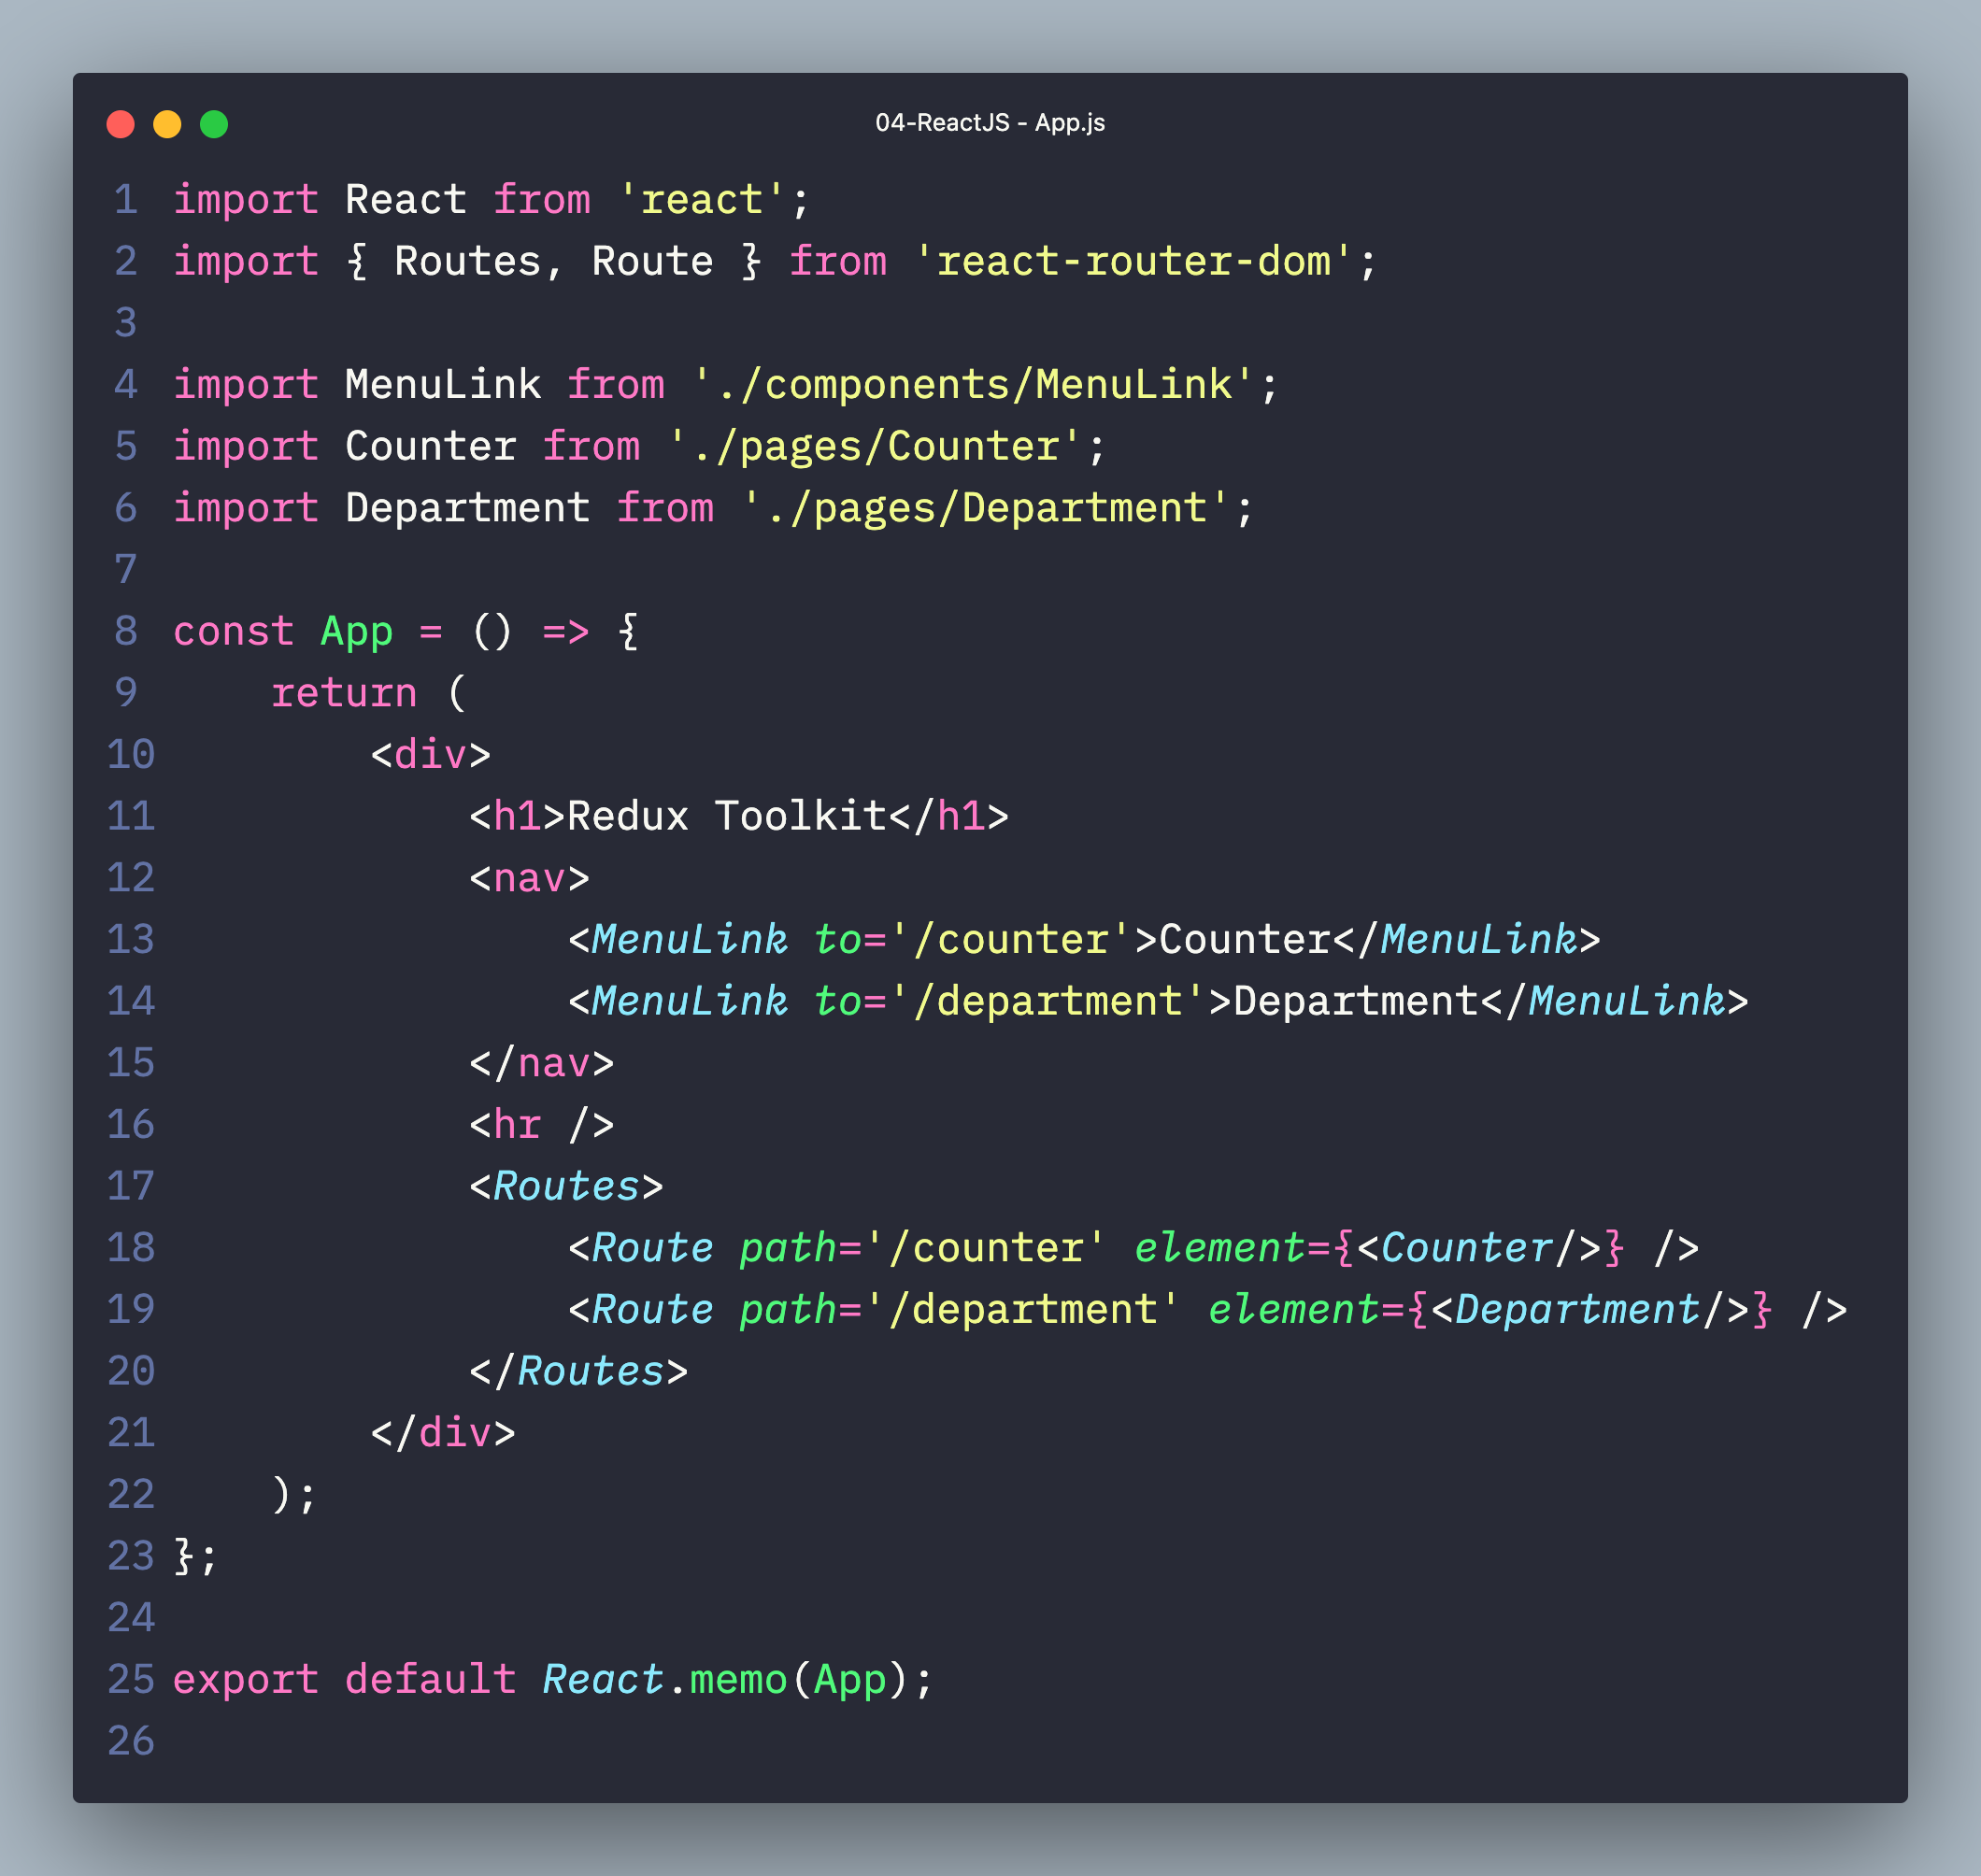 04-ReactJS - App.js
1 import React from 'react';
2 import { Routes, Route } from 'react-router-dom';
3
4 import MenuLink from './components/MenuLink';
5 import Counter from './pages/Counter';
6 import Department from './pages/Department';
7
8 const App = () => {
9     return (
10         <div>
11             <h1>Redux Toolkit</h1>
12             <nav>
13                 <MenuLink to='/counter'>Counter</MenuLink>
14                 <MenuLink to='/department'>Department</MenuLink>
15             </nav>
16             <hr />
17             <Routes>
18                 <Route path='/counter' element={<Counter/>} />
19                 <Route path='/department' element={<Department/>} />
20             </Routes>
21         </div>
22     );
23 };
24
25 export default React.memo(App);
26